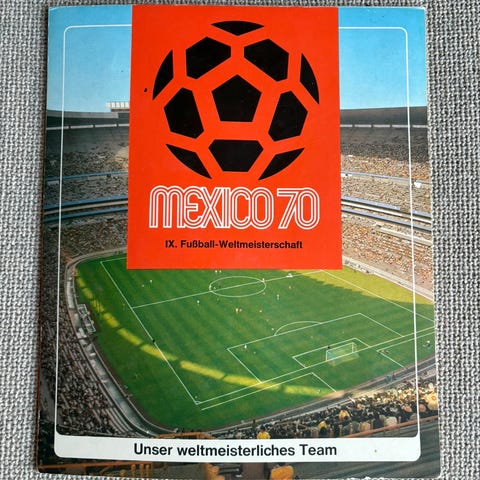 MEXICO 70
IX. Fußball-Weltmeisterschaft
Unser weltmeisterliches Team